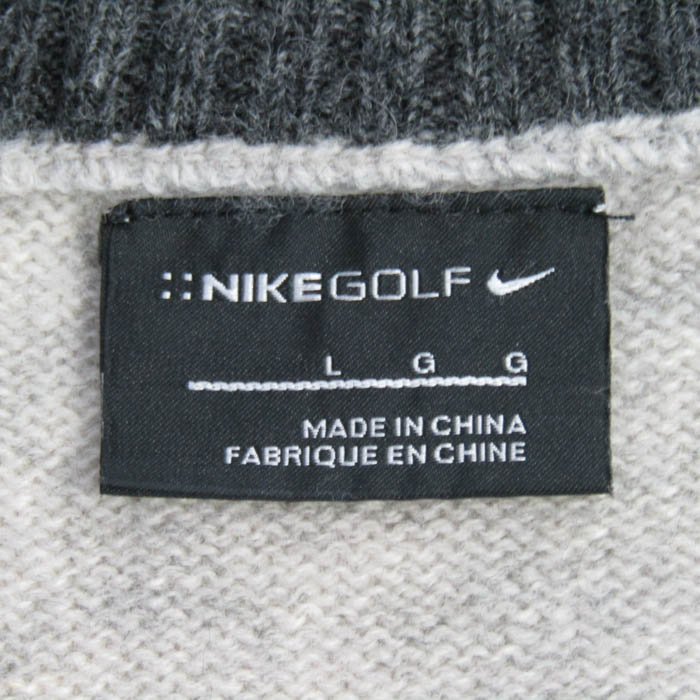 NIKEGOLF
L G G
MADE IN CHINA
FABRIQUE EN CHINE